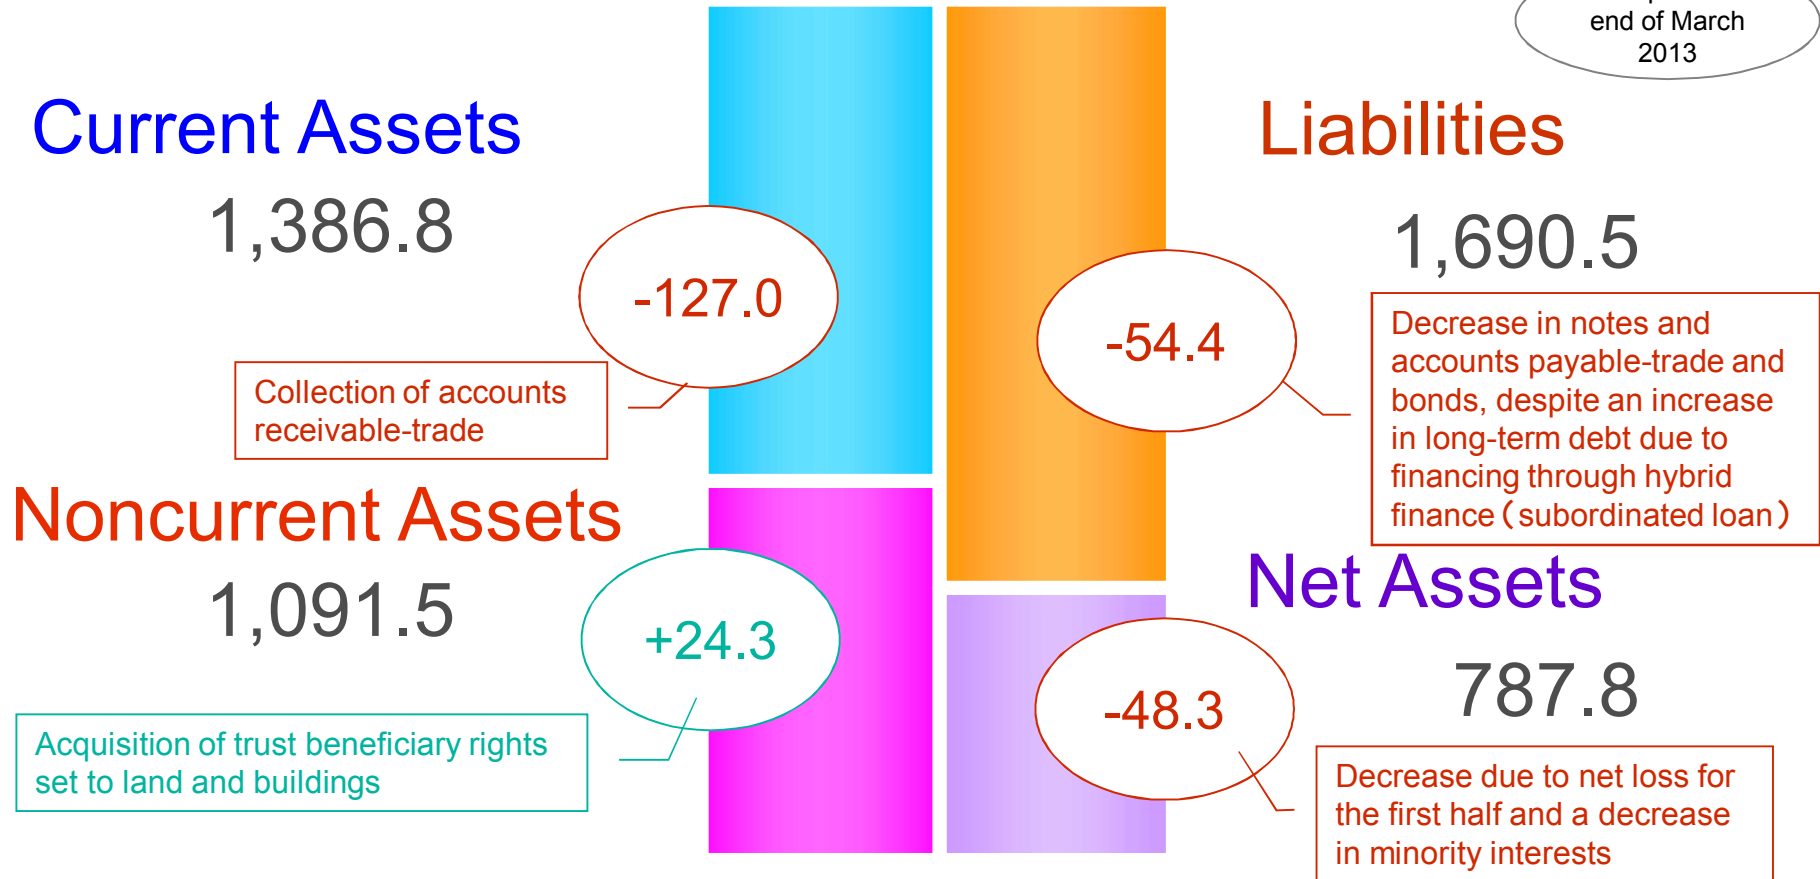 end of March
2013
Current Assets
1,386.8
-127.0
Collection of accounts
receivable-trade
Noncurrent Assets
1,091.5
+24.3
Acquisition of trust beneficiary rights
set to land and buildings
Liabilities
1,690.5
-54.4
Decrease in notes and
accounts payable-trade and
bonds, despite an increase
in long-term debt due to
financing through hybrid
finance（subordinated loan）
Net Assets
787.8
-48.3
Decrease due to net loss for
the first half and a decrease
in minority interests